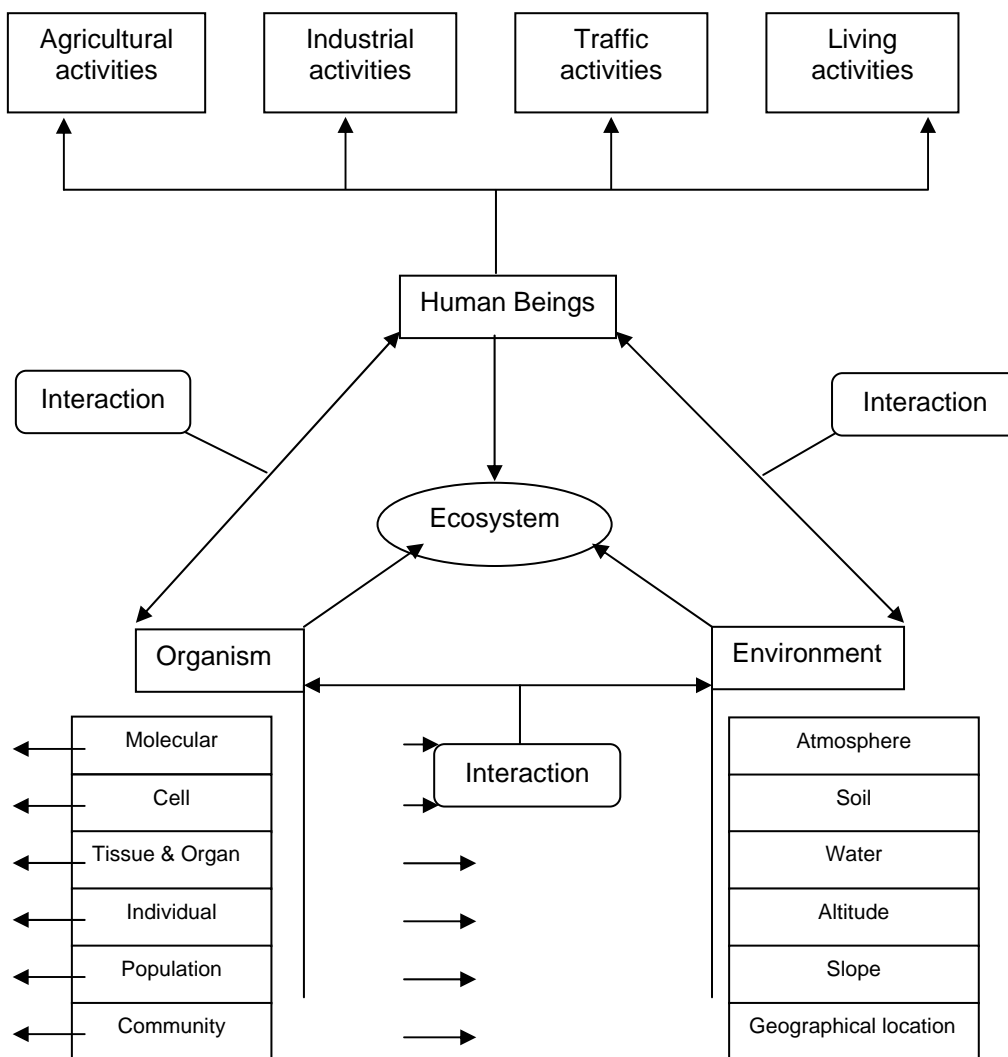 Agricultural
activities
Industrial
activities
Traffic
activities
Living
activities
Human Beings
Interaction
Interaction
Ecosystem
Organism
Environment
Interaction
Molecular
Cell
Tissue & Organ
Individual
Population
Community
Atmosphere
Soil
Water
Altitude
Slope
Geographical location